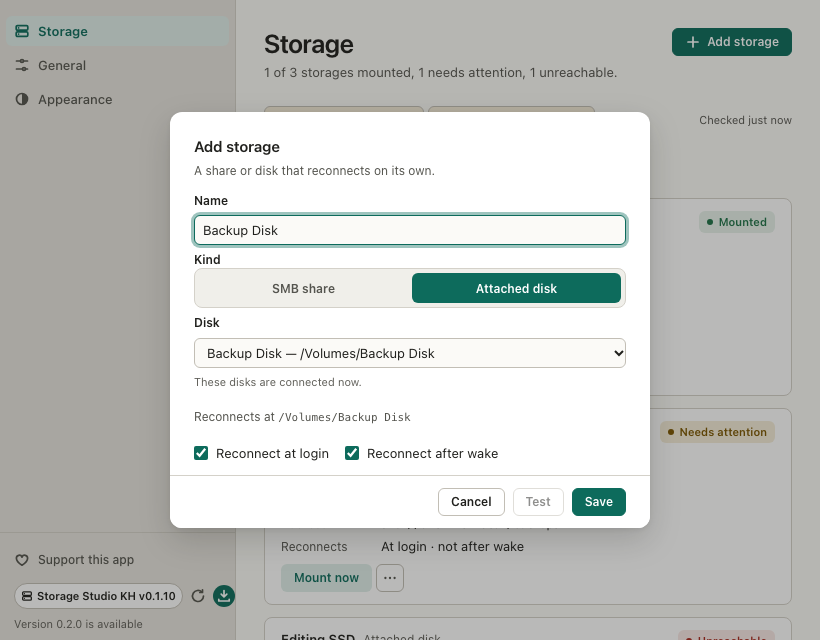 Storage
General
Appearance
Storage
Add storage
1 of 3 storages mounted, 1 needs attention, 1 unreachable.
Checked just now
Mounted
Needs attention
Add storage
A share or disk that reconnects on its own.
Name
Backup Disk
Kind
SMB share
Attached disk
Disk
Backup Disk — /Volumes/Backup Disk
These disks are connected now.
Reconnects at /Volumes/Backup Disk
Reconnect at login
Reconnect after wake
Cancel
Test
Save
Reconnects
At login · not after wake
Mount now
Editing SSD
Attached disk
Unreachable
Support this app
Storage Studio KH v0.1.10
Version 0.2.0 is available